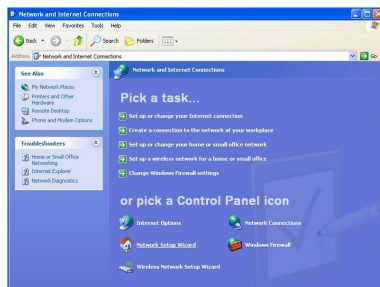 Network and Internet Connections
File Edit View Favorites Tools Help
Back Search Folders
Address Network and Internet Connections Go
See Also
My Network Places
Printers and Other
Hardware
Remote Desktop
Phone and Modem Options
Troubleshooters
Home or Small Office
Networking
Internet Explorer
Network Diagnostics
Network and Internet Connections
Pick a task...
Set up or change your Internet connection
Create a connection to the network at your workplace
Set up or change your home or small office network
Set up a wireless network for a home or small office
Change Windows Firewall settings
or pick a Control Panel icon
Internet Options Network Connections
Network Setup Wizard Windows Firewall
Wireless Network Setup Wizard